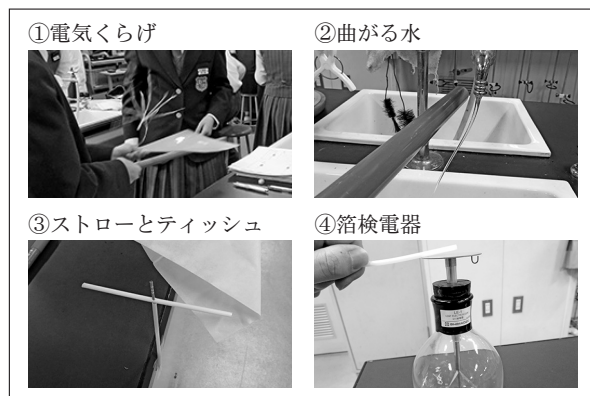 ①電気くらげ
②曲がる水
③ストローとティッシュ
④箔検電器